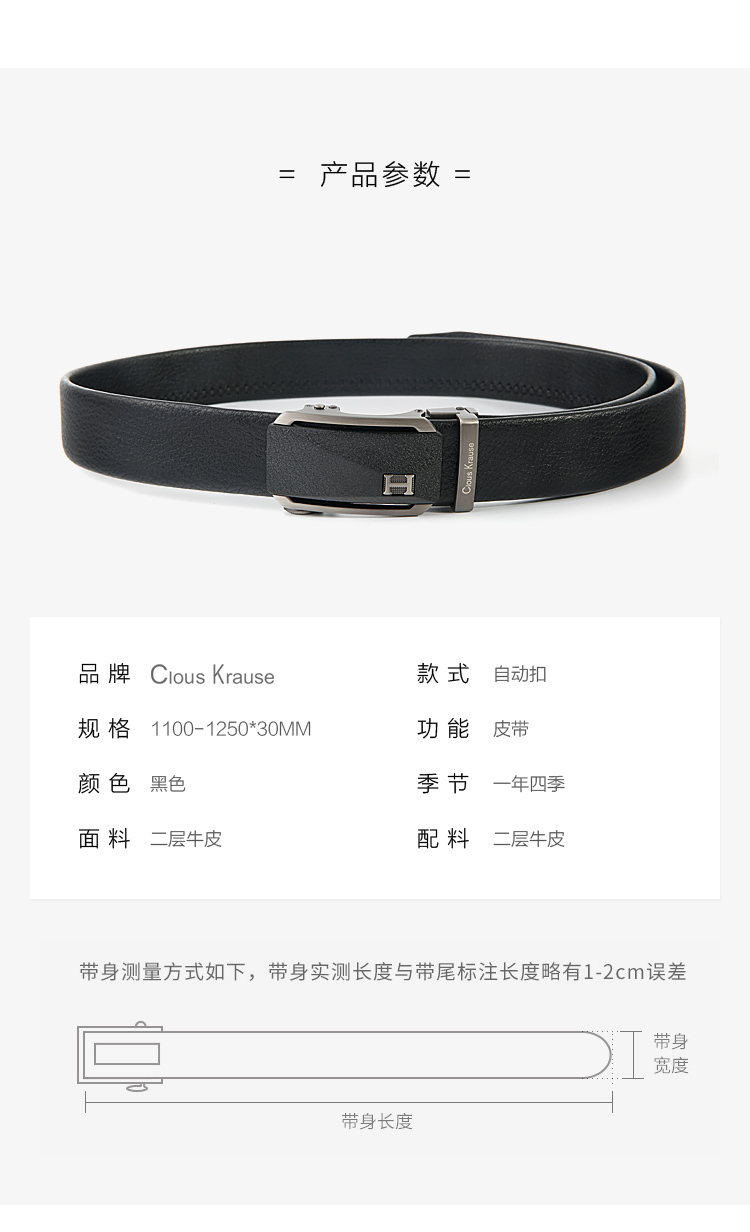 = 产品参数 =
H
Clous Krause
品牌 Clous Krause 款式 自动扣
规格 1100-1250*30MM 功能 皮带
颜色 黑色 季节 一年四季
面料 二层牛皮 配料 二层牛皮
带身测量方式如下，带身实测长度与带尾标注长度略有1-2cm误差
带身
宽度
带身长度